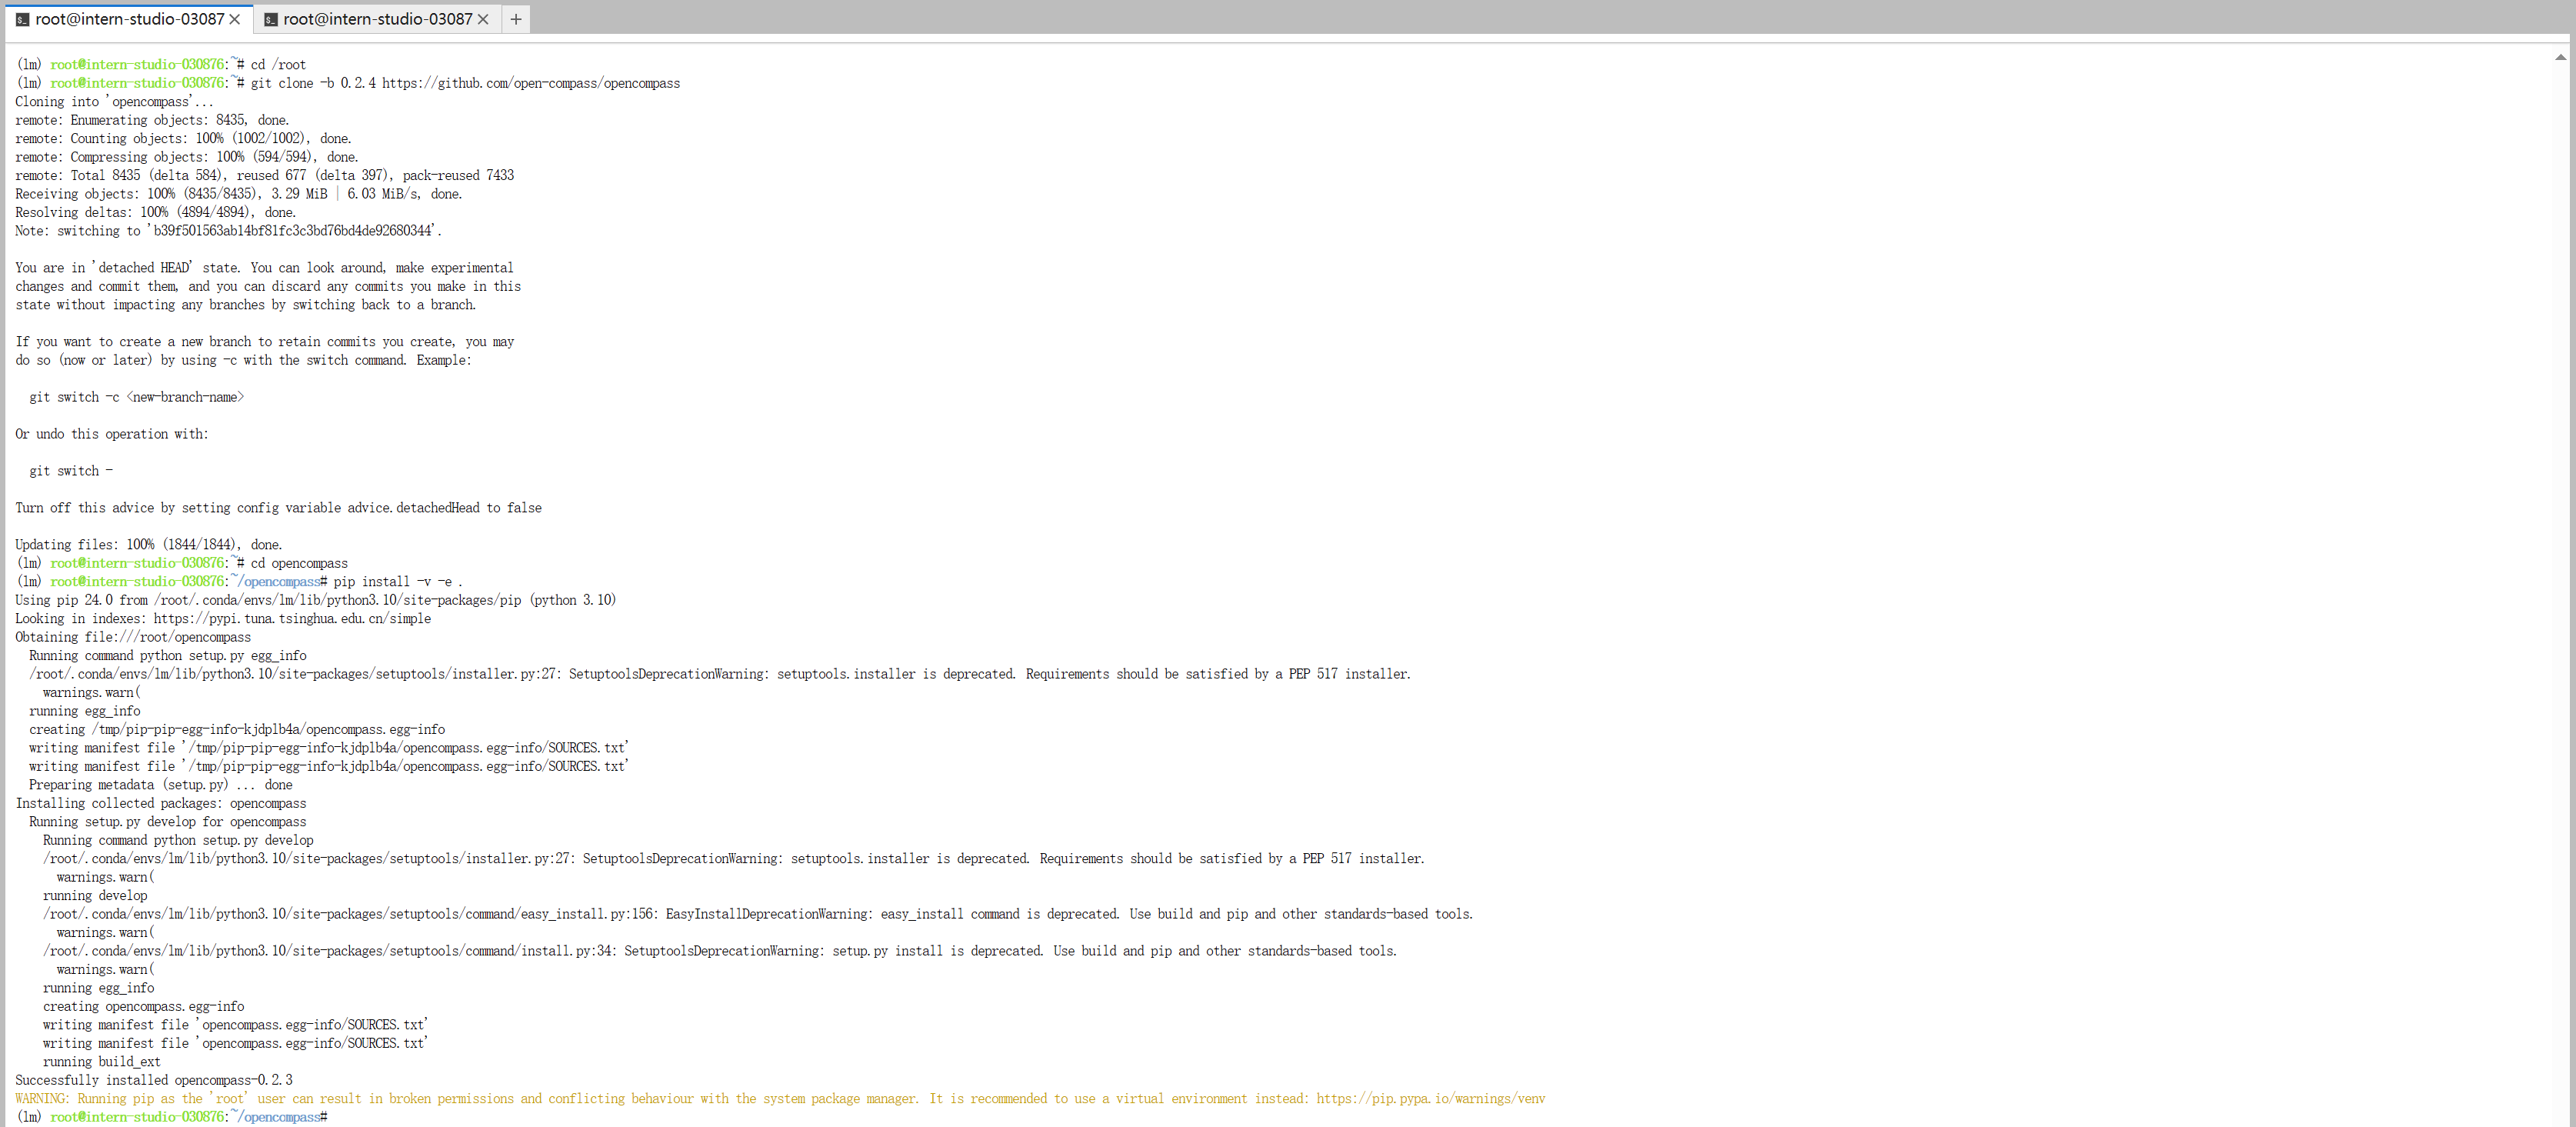 root@intern-studio-03087
root@intern-studio-03087
(lm) root@intern-studio-030876:~# cd /root
(lm) root@intern-studio-030876:~# git clone -b 0.2.4 https://github.com/open-compass/opencompass
Cloning into 'opencompass'...
remote: Enumerating objects: 8435, done.
remote: Counting objects: 100% (1002/1002), done.
remote: Compressing objects: 100% (594/594), done.
remote: Total 8435 (delta 584), reused 677 (delta 397), pack-reused 7433
Receiving objects: 100% (8435/8435), 3.29 MiB | 6.03 MiB/s, done.
Resolving deltas: 100% (4894/4894), done.
Note: switching to 'b39f501563ab14bf81fc3c3bd76bd4de92680344'.
You are in 'detached HEAD' state. You can look around, make experimental
changes and commit them, and you can discard any commits you make in this
state without impacting any branches by switching back to a branch.
If you want to create a new branch to retain commits you create, you may
do so (now or later) by using -c with the switch command. Example:
git switch -c <new-branch-name>
Or undo this operation with:
git switch -
Turn off this advice by setting config variable advice.detachedHead to false
Updating files: 100% (1844/1844), done.
(lm) root@intern-studio-030876:~# cd opencompass
(lm) root@intern-studio-030876:~/opencompass# pip install -v -e .
Using pip 24.0 from /root/.conda/envs/lm/lib/python3.10/site-packages/pip (python 3.10)
Looking in indexes: https://pypi.tuna.tsinghua.edu.cn/simple
Obtaining file:///root/opencompass
Running command python setup.py egg_info
/root/.conda/envs/lm/lib/python3.10/site-packages/setuptools/installer.py:27: SetuptoolsDeprecationWarning: setuptools.installer is deprecated. Requirements should be satisfied by a PEP 517 installer.
warnings.warn(
running egg_info
creating /tmp/pip-pip-egg-info-kjdplb4a/opencompass.egg-info
writing manifest file '/tmp/pip-pip-egg-info-kjdplb4a/opencompass.egg-info/SOURCES.txt'
writing manifest file '/tmp/pip-pip-egg-info-kjdplb4a/opencompass.egg-info/SOURCES.txt'
Preparing metadata (setup.py) ... done
Installing collected packages: opencompass
Running setup.py develop for opencompass
Running command python setup.py develop
/root/.conda/envs/lm/lib/python3.10/site-packages/setuptools/installer.py:27: SetuptoolsDeprecationWarning: setuptools.installer is deprecated. Requirements should be satisfied by a PEP 517 installer.
warnings.warn(
running develop
/root/.conda/envs/lm/lib/python3.10/site-packages/setuptools/command/easy_install.py:156: EasyInstallDeprecationWarning: easy_install command is deprecated. Use build and pip and other standards-based tools.
warnings.warn(
/root/.conda/envs/lm/lib/python3.10/site-packages/setuptools/command/install.py:34: SetuptoolsDeprecationWarning: setup.py install is deprecated. Use build and pip and other standards-based tools.
warnings.warn(
running egg_info
creating opencompass.egg-info
writing manifest file 'opencompass.egg-info/SOURCES.txt'
writing manifest file 'opencompass.egg-info/SOURCES.txt'
running build_ext
Successfully installed opencompass-0.2.3
WARNING: Running pip as the 'root' user can result in broken permissions and conflicting behaviour with the system package manager. It is recommended to use a virtual environment instead: https://pip.pypa.io/warnings/venv
(lm) root@intern-studio-030876:~/opencompass#